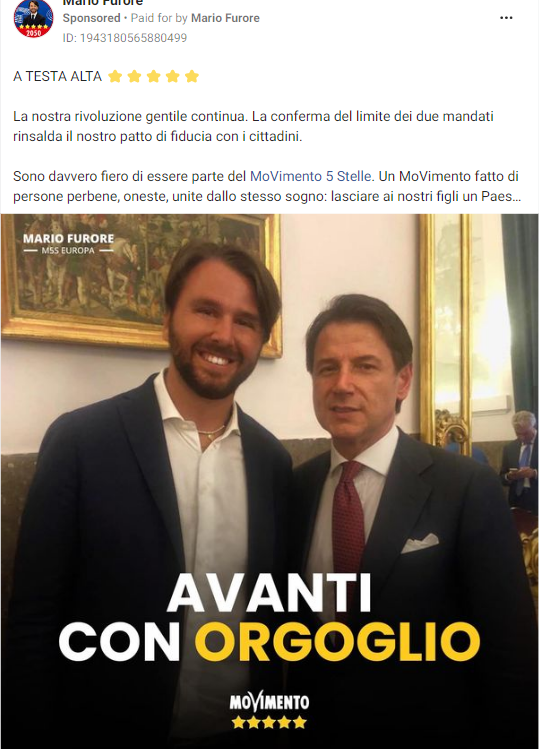 Mario Furore
Sponsored • Paid for by Mario Furore
ID: 1943180565880499
A TESTA ALTA ⭐⭐⭐⭐⭐
La nostra rivoluzione gentile continua. La conferma del limite dei due mandati
rinsalda il nostro patto di fiducia con i cittadini.
Sono davvero fiero di essere parte del MoVimento 5 Stelle. Un MoVimento fatto di
persone perbene, oneste, unite dallo stesso sogno: lasciare ai nostri figli un Paes...
MARIO FURORE
M5S EUROPA
AVANTI
CON ORGOGLIO
MOVIMENTO
2050